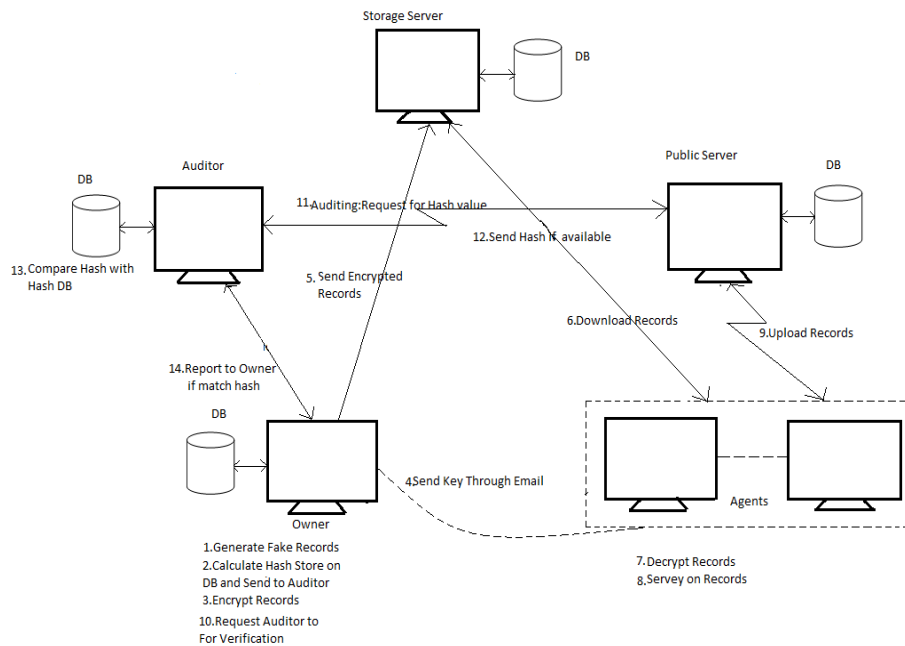 Storage Server
DB
Auditor
Public Server
DB
DB
11.Auditing:Request for Hash value
12.Send Hash If available
13.Compare Hash with
Hash DB
5. Send Encrypted
Records
6.Download Records
9.Upload Records
14.Report to Owner
if match hash
DB
4.Send Key Through Email
Agents
Owner
1.Generate Fake Records
2.Calculate Hash Store on
DB and Send to Auditor
3.Encrypt Records
10.Request Auditor to
For Verification
7.Decrypt Records
8.Servey on Records